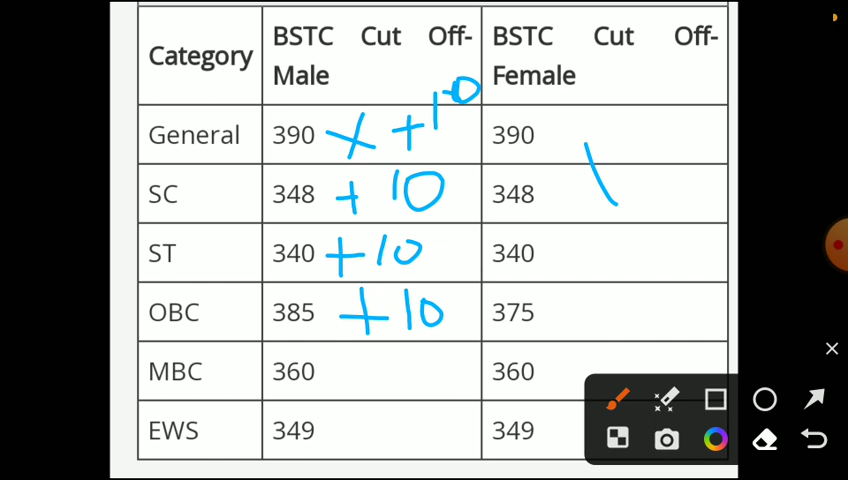 Category BSTC Cut Off-Male BSTC Cut Off-Female
General 390 + 10 390
SC 348 + 10 348
ST 340 +10 340
OBC 385 +10 375
MBC 360 360
EWS 349 349